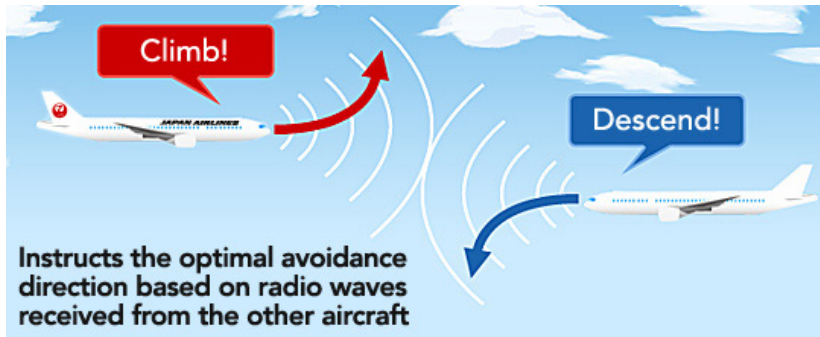 Climb!
JAPAN AIRLINES
Descend!
Instructs the optimal avoidance
direction based on radio waves
received from the other aircraft